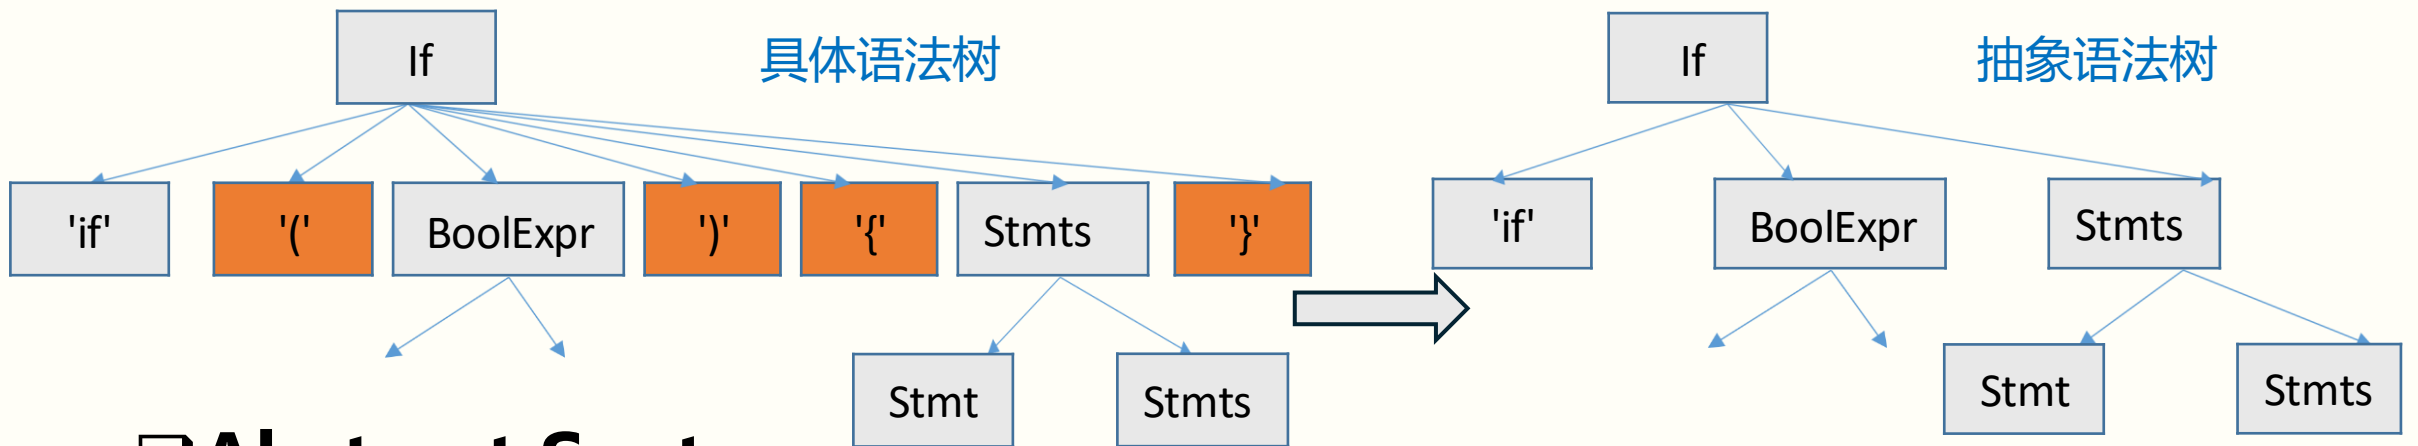 If
具体语法树
If
抽象语法树
'if'
'('
BoolExpr
')'
'{'
Stmts
'}'
'if'
BoolExpr
Stmts
Stmt
Stmts
Stmt
Stmts